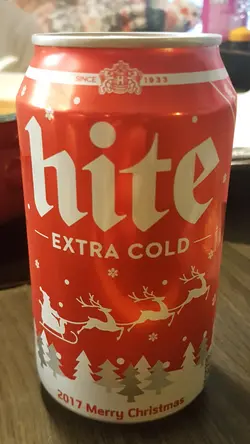 SINCE 1933
hite
EXTRA COLD
2017 Merry Christmas